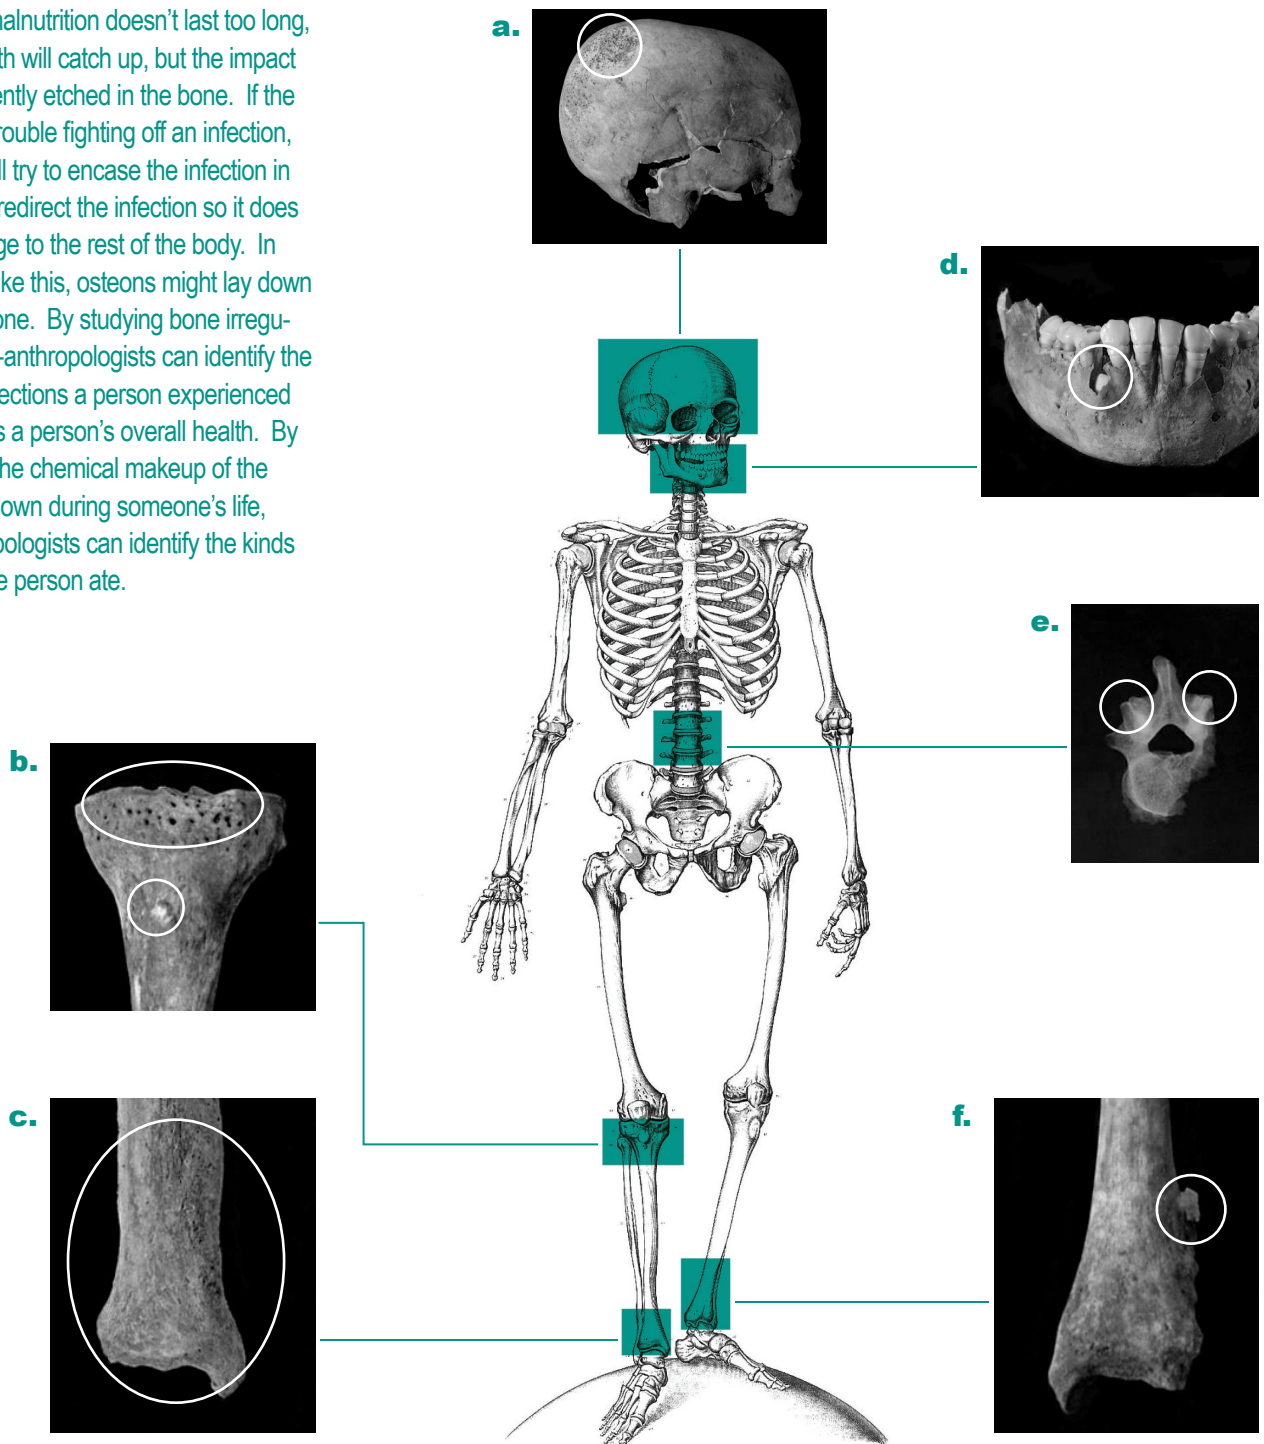 alnutrition doesn’t last too long,
th will catch up, but the impact
ently etched in the bone. If the
rouble fighting off an infection,
ll try to encase the infection in
redirect the infection so it does
ge to the rest of the body. In
ke this, osteons might lay down
one. By studying bone irregu-
-anthropologists can identify the
ections a person experienced
s a person’s overall health. By
he chemical makeup of the
own during someone’s life,
pologists can identify the kinds
e person ate.
a.
d.
e.
b.
c.
f.